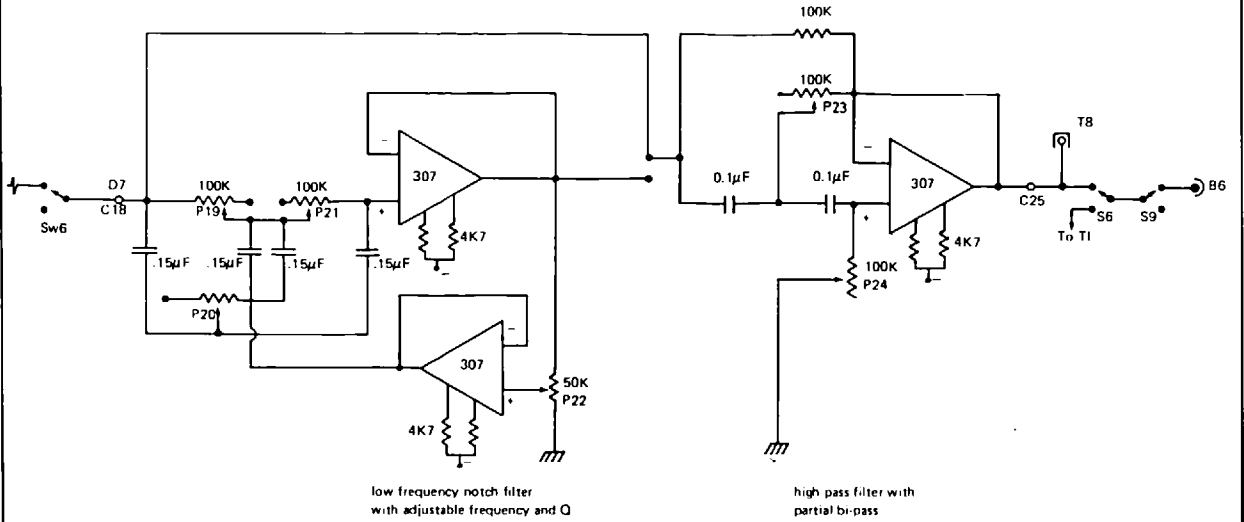 100K
100K
P23
T8
307
D7
C18
100K
P19
100K
P21
0.1µF
0.1µF
307
B6
Sw6
4K7
C25
S6
S9
To TI
.15µF
.15µF
.15µF
.15µF
4K7
100K
P24
P20
307
50K
P22
4K7
low frequency notch filter
with adjustable frequency and Q
high pass filter with
partial bi-pass